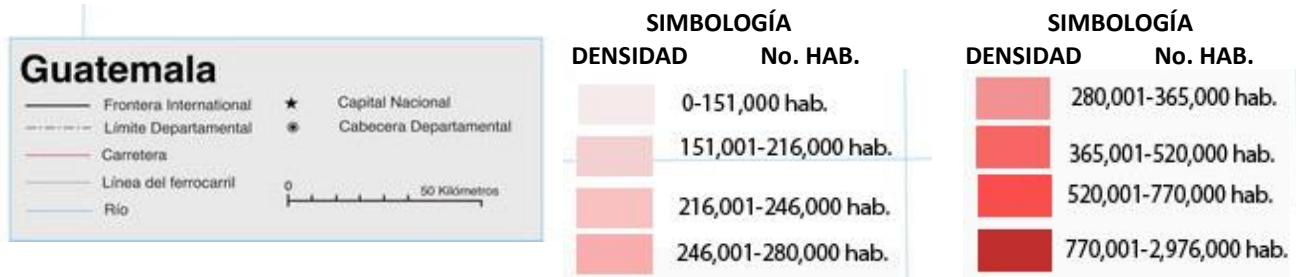 Guatemala
Frontera International
Límite Departamental
Carretera
Línea del ferrocarril
Río
Capital Nacional
Cabecera Departamental
0 50 Kilómetros
SIMBOLOGÍA
DENSIDAD No. HAB.
0-151,000 hab.
151,001-216,000 hab.
216,001-246,000 hab.
246,001-280,000 hab.
SIMBOLOGÍA
DENSIDAD No. HAB.
280,001-365,000 hab.
365,001-520,000 hab.
520,001-770,000 hab.
770,001-2,976,000 hab.